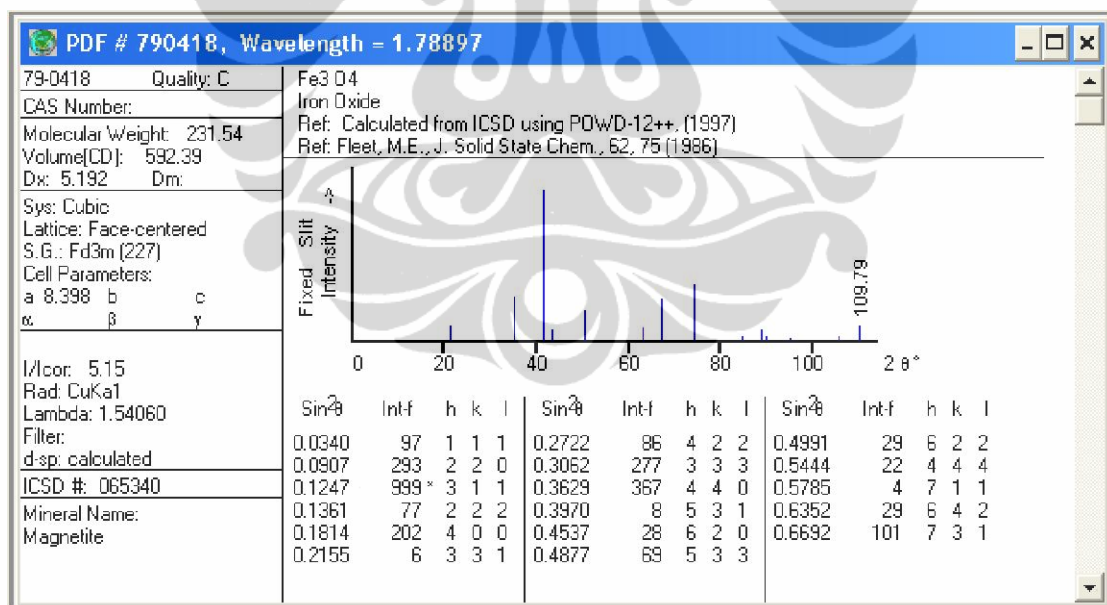 PDF # 790418, Wavelength = 1.78897
79-0418 Quality: C
CAS Number:
Molecular Weight: 231.54
Volume[CD]: 592.39
Dx: 5.192 Dm:
Sys: Cubic
Lattice: Face-centered
S.G.: Fd3m (227)
Cell Parameters:
a 8.398 b c
α β γ
I/Icor: 5.15
Rad: CuKa1
Lambda: 1.54060
Filter:
d-sp: calculated
ICSD #: 065340
Mineral Name:
Magnetite
Fe3 O4
Iron Oxide
Ref: Calculated from ICSD using POWD-12++, (1997)
Ref: Fleet, M.E., J. Solid State Chem., 62, 75 (1986)
Fixed Slit
Intensity ->
109.79
0 20 40 60 80 100 2 θ°
Sin²θ Int-f h k l Sin²θ Int-f h k l Sin²θ Int-f h k l
0.0340 97 1 1 1 0.2722 86 4 2 2 0.4991 29 6 2 2
0.0907 293 2 2 0 0.3062 277 3 3 3 0.5444 22 4 4 4
0.1247 999 * 3 1 1 0.3629 367 4 4 0 0.5785 4 7 1 1
0.1361 77 2 2 2 0.3970 8 5 3 1 0.6352 29 6 4 2
0.1814 202 4 0 0 0.4537 28 6 2 0 0.6692 101 7 3 1
0.2155 6 3 3 1 0.4877 69 5 3 3